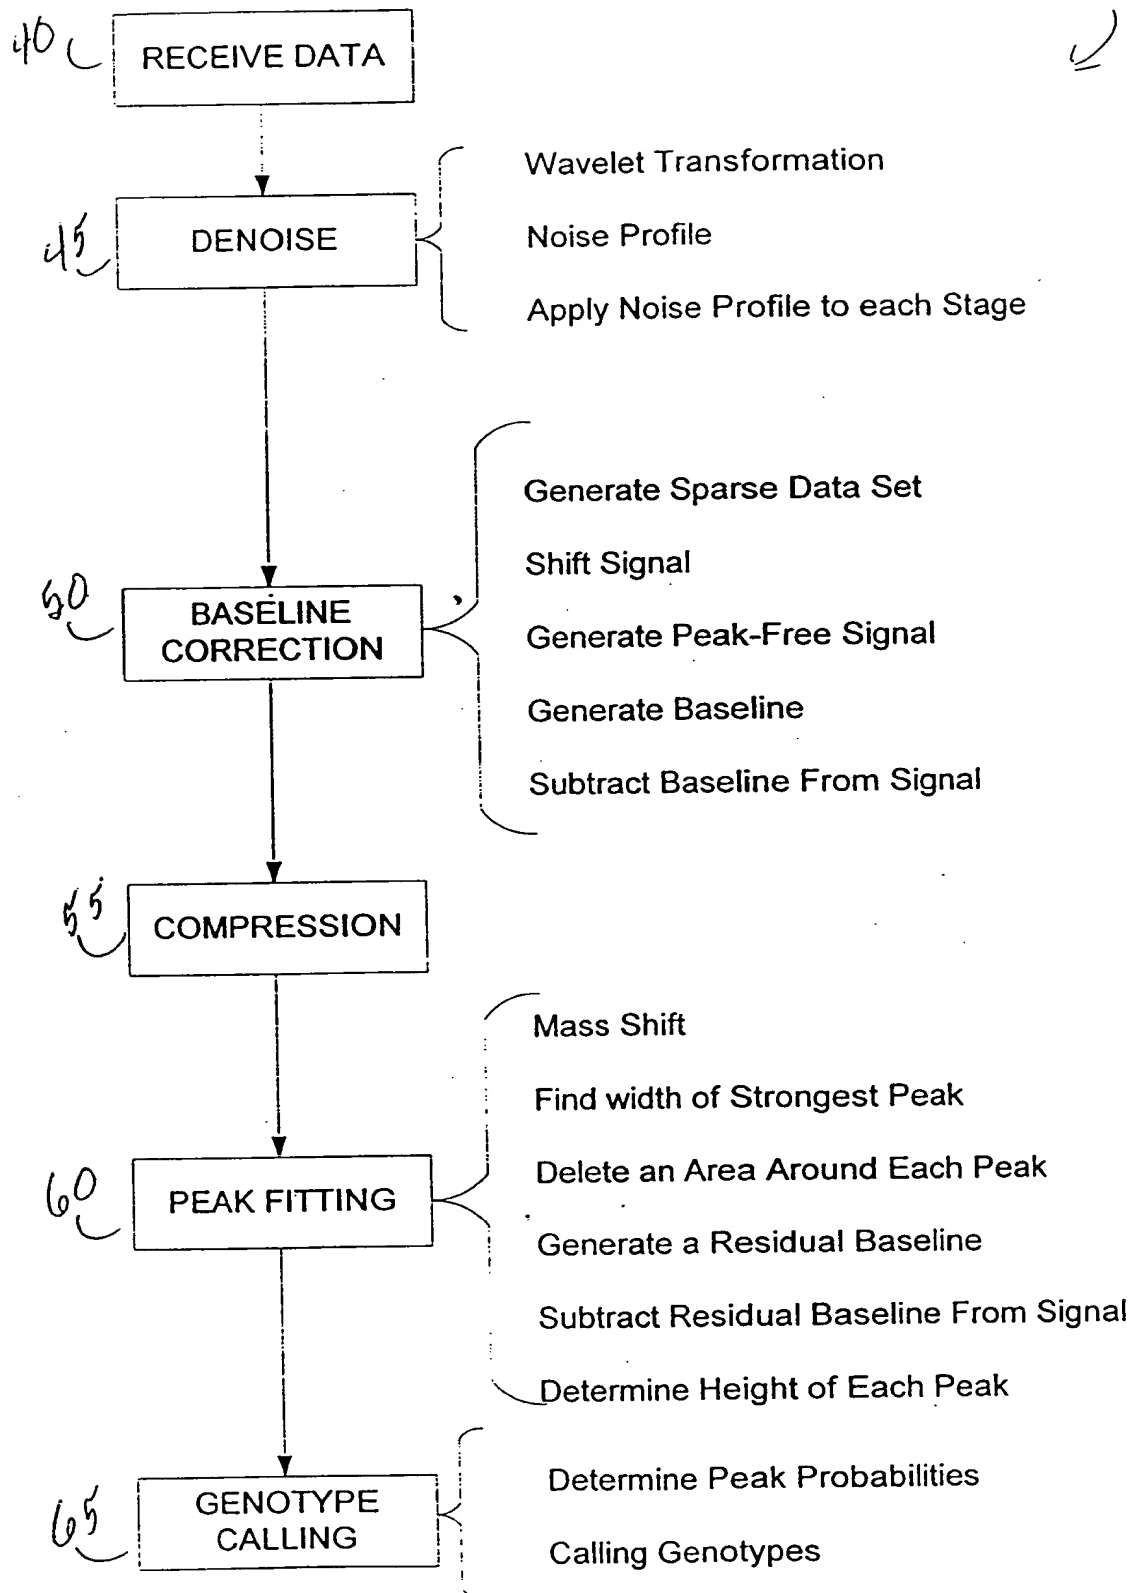 40
RECEIVE DATA
45
DENOISE
Wavelet Transformation
Noise Profile
Apply Noise Profile to each Stage
50
BASELINE
CORRECTION
Generate Sparse Data Set
Shift Signal
Generate Peak-Free Signal
Generate Baseline
Subtract Baseline From Signal
55
COMPRESSION
60
PEAK FITTING
Mass Shift
Find width of Strongest Peak
Delete an Area Around Each Peak
Generate a Residual Baseline
Subtract Residual Baseline From Signal
Determine Height of Each Peak
65
GENOTYPE
CALLING
Determine Peak Probabilities
Calling Genotypes